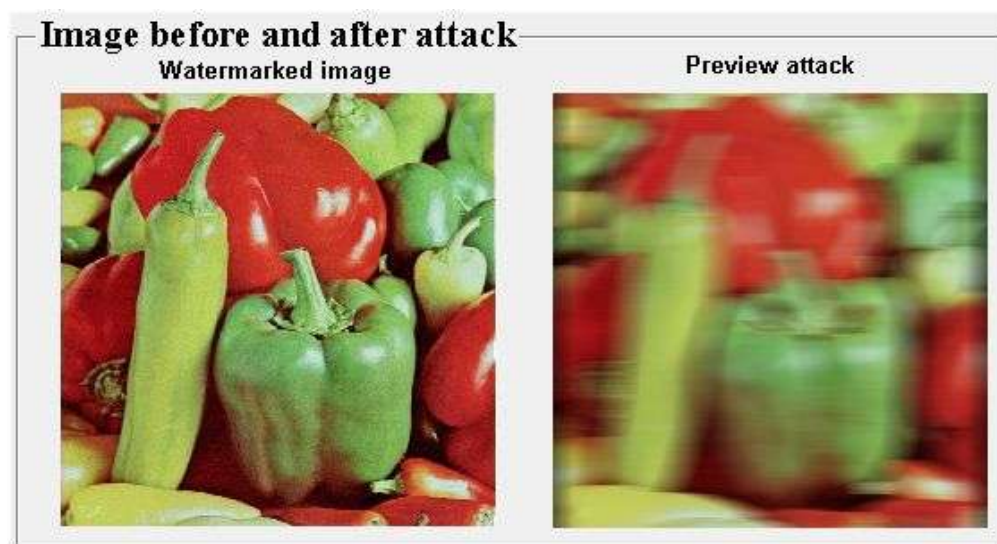 Image before and after attack
Watermarked image
Preview attack